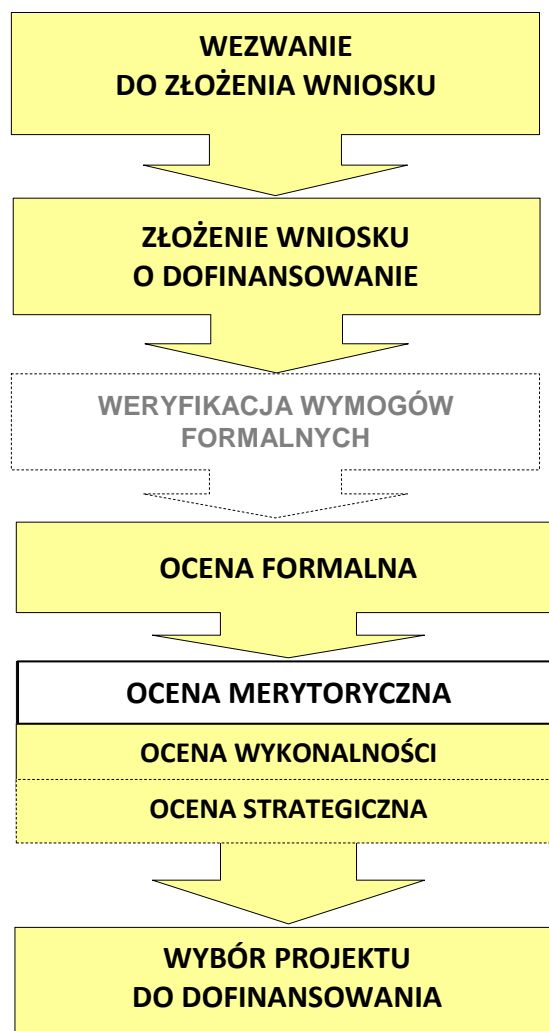 WEZWANIE
DO ZŁOŻENIA WNIOSKU
ZŁOŻENIE WNIOSKU
O DOFINANSOWANIE
WERYFIKACJA WYMOGÓW
FORMALNYCH
OCENA FORMALNA
OCENA MERYTORYCZNA
OCENA WYKONALNOŚCI
OCENA STRATEGICZNA
WYBÓR PROJEKTU
DO DOFINANSOWANIA